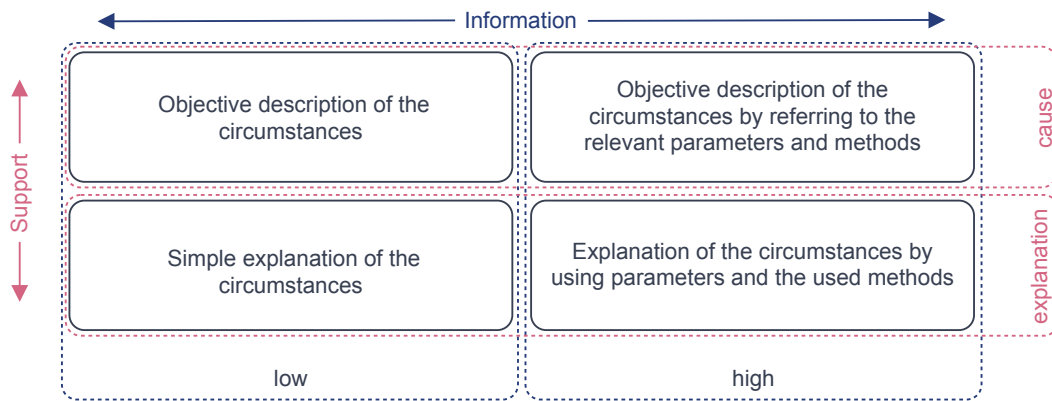 Information
Support
Objective description of the
circumstances
Objective description of the
circumstances by referring to the
relevant parameters and methods
cause
Simple explanation of the
circumstances
Explanation of the circumstances by
using parameters and the used methods
explanation
low
high